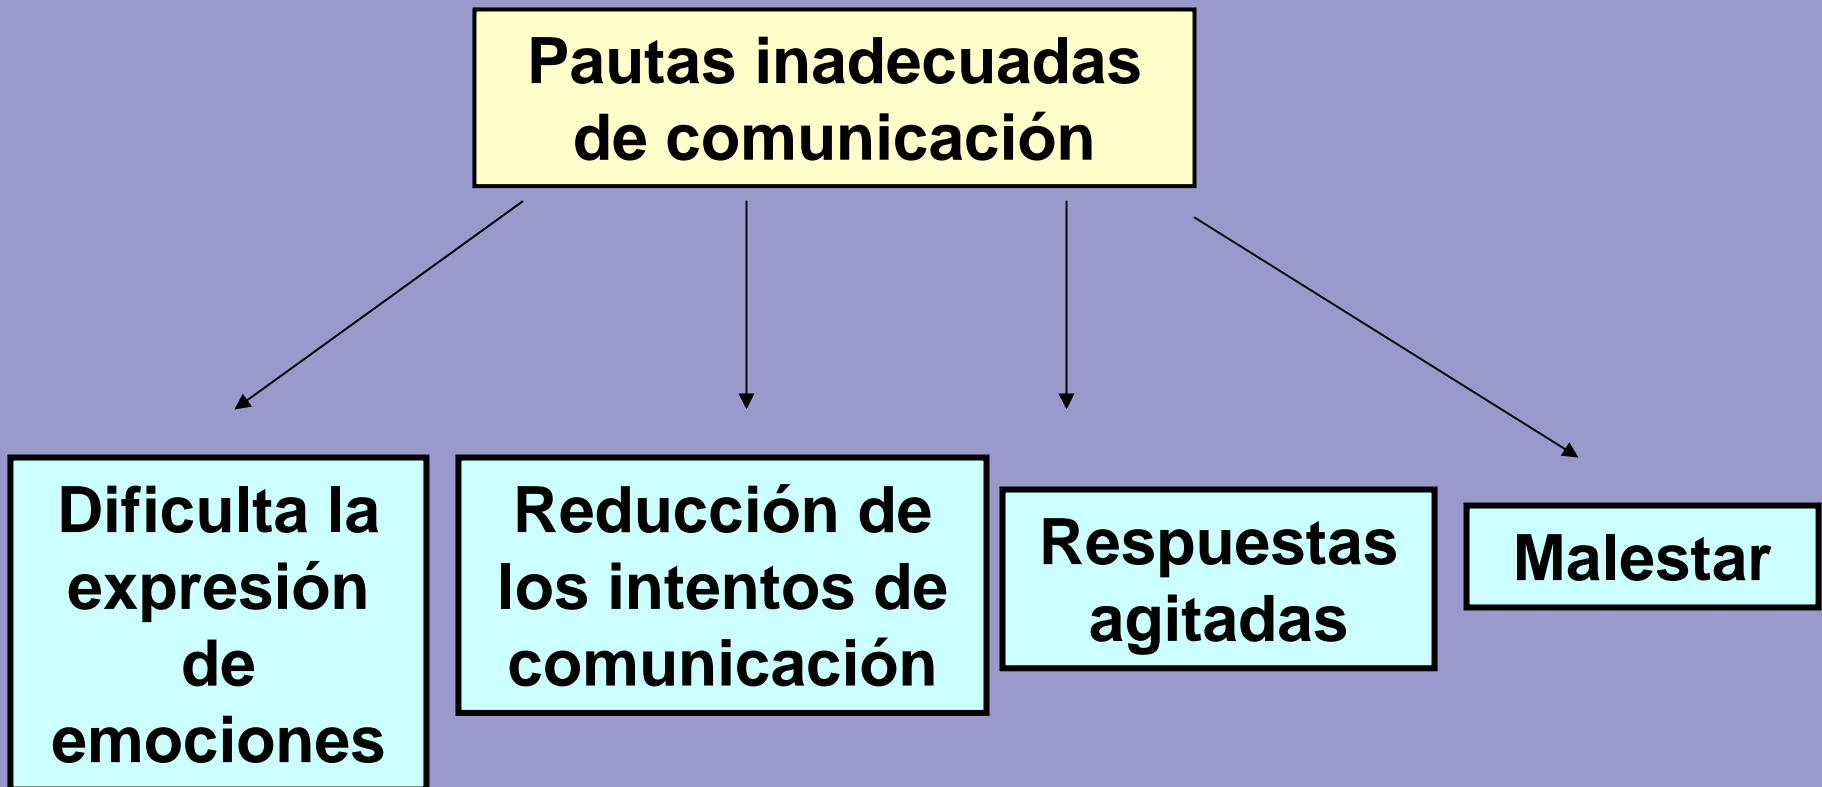 Pautas inadecuadas
de comunicación
Dificulta la
expresión
de
emociones
Reducción de
los intentos de
comunicación
Respuestas
agitadas
Malestar